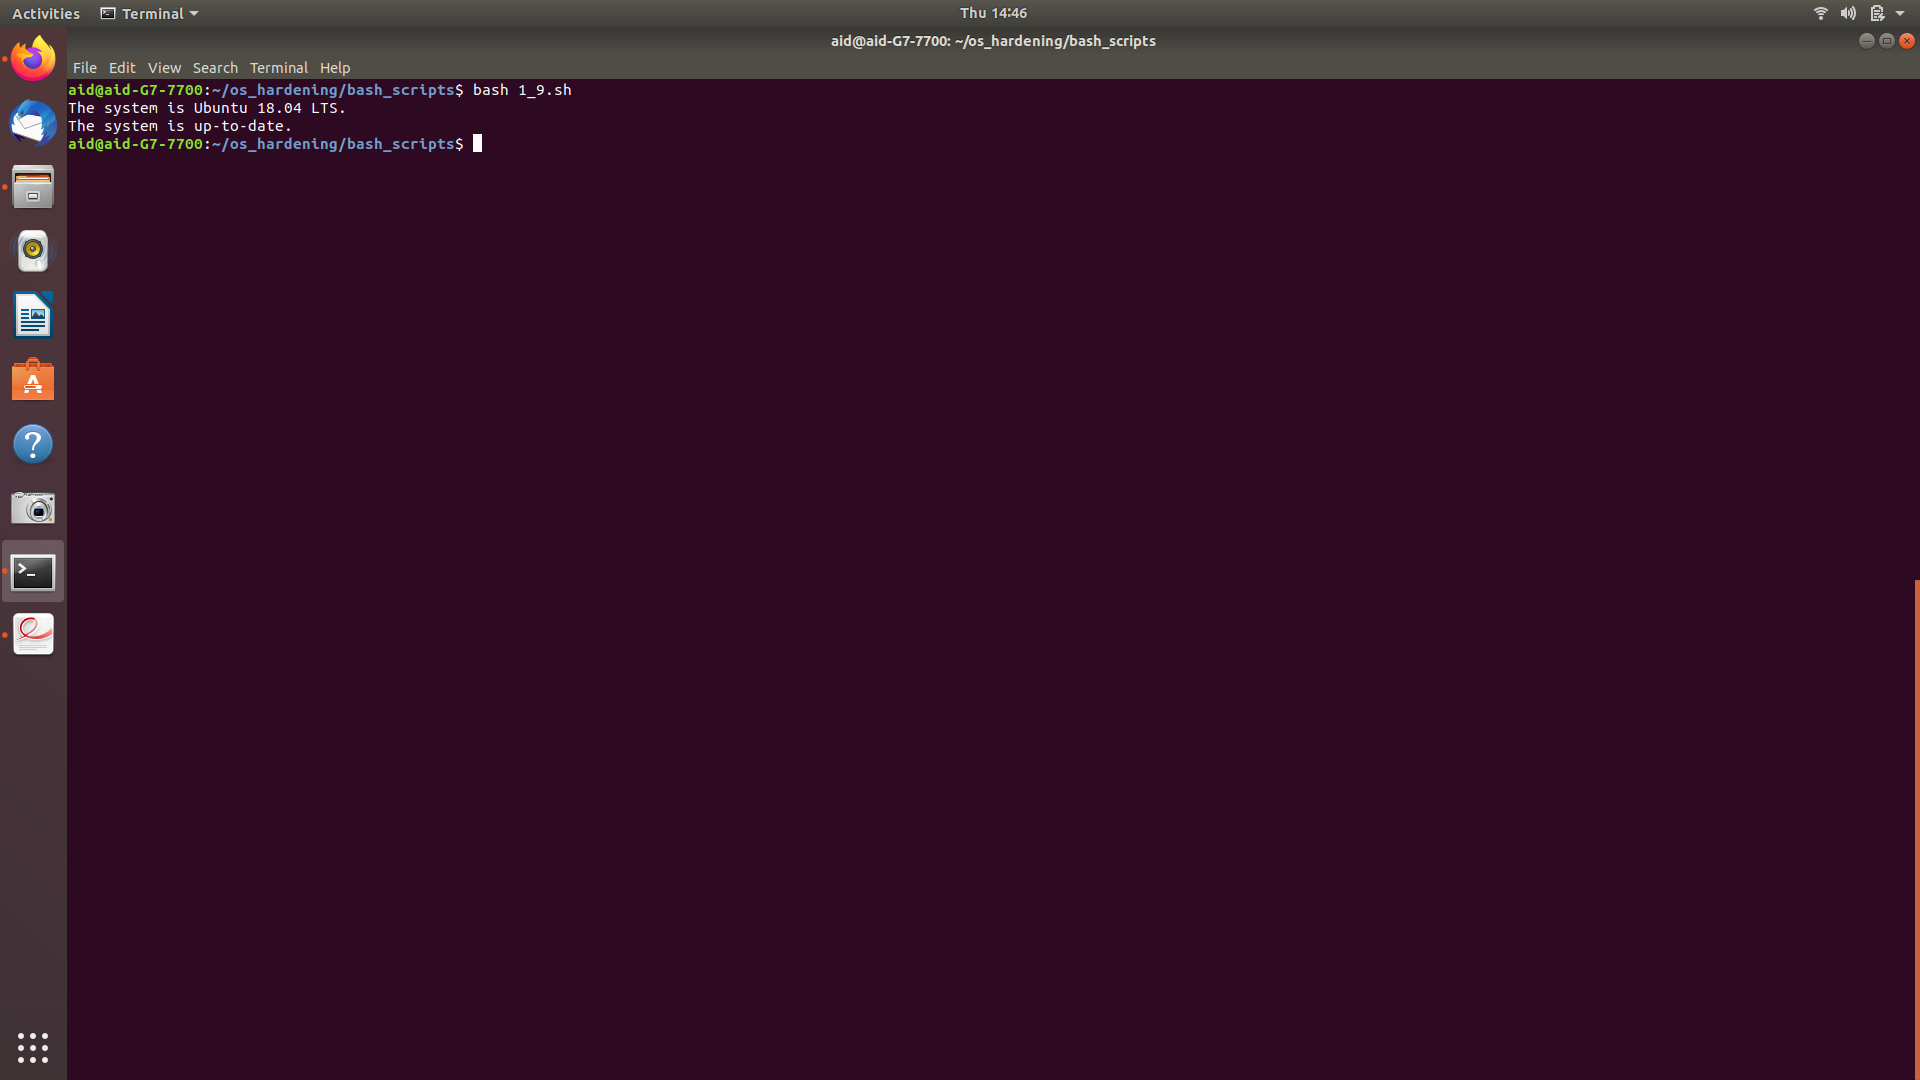 Activities Terminal Thu 14:46
aid@aid-G7-7700: ~/os_hardening/bash_scripts
File Edit View Search Terminal Help
aid@aid-G7-7700:~/os_hardening/bash_scripts$ bash 1_9.sh
The system is Ubuntu 18.04 LTS.
The system is up-to-date.
aid@aid-G7-7700:~/os_hardening/bash_scripts$